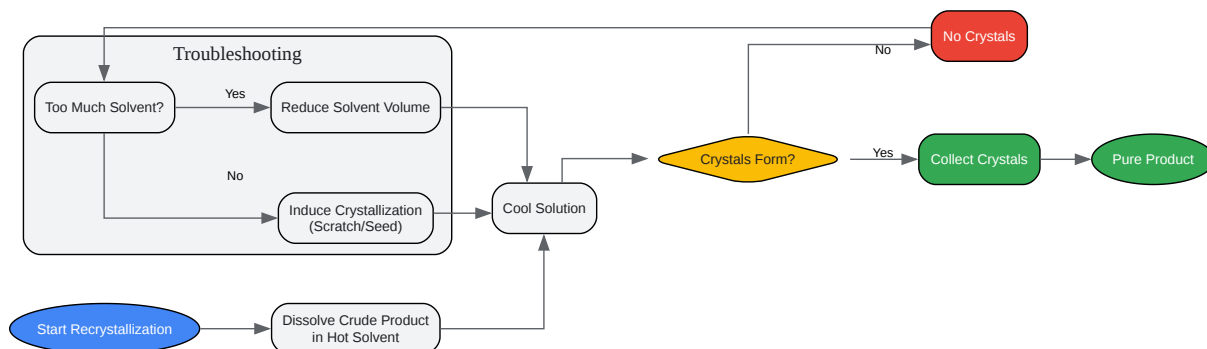 No Crystals
No
Troubleshooting
Too Much Solvent?
Yes
Reduce Solvent Volume
No
Induce Crystallization
(Scratch/Seed)
Cool Solution
Crystals Form?
Yes
Collect Crystals
Pure Product
Start Recrystallization
Dissolve Crude Product
in Hot Solvent